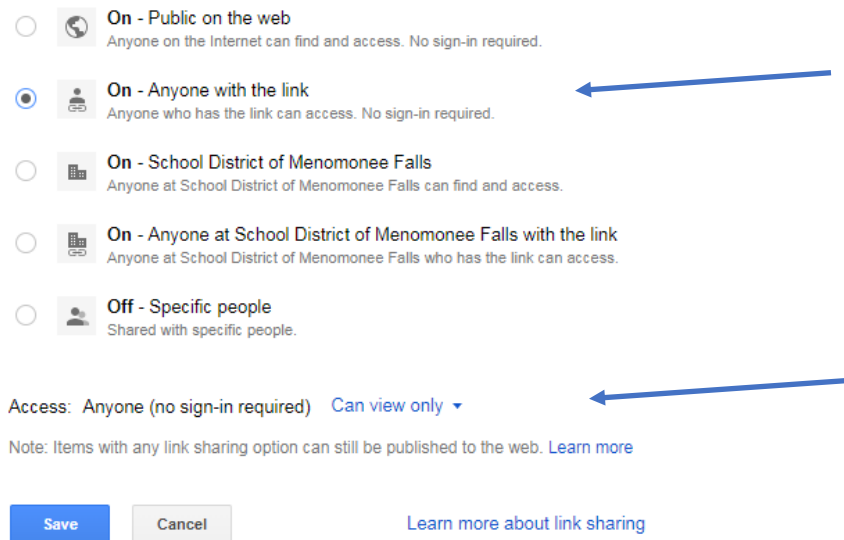 On - Public on the web
Anyone on the Internet can find and access. No sign-in required.
On - Anyone with the link
Anyone who has the link can access. No sign-in required.
On - School District of Menomonee Falls
Anyone at School District of Menomonee Falls can find and access.
On - Anyone at School District of Menomonee Falls with the link
Anyone at School District of Menomonee Falls who has the link can access.
Off - Specific people
Shared with specific people.
Access: Anyone (no sign-in required) Can view only
Note: Items with any link sharing option can still be published to the web. Learn more
Save Cancel Learn more about link sharing